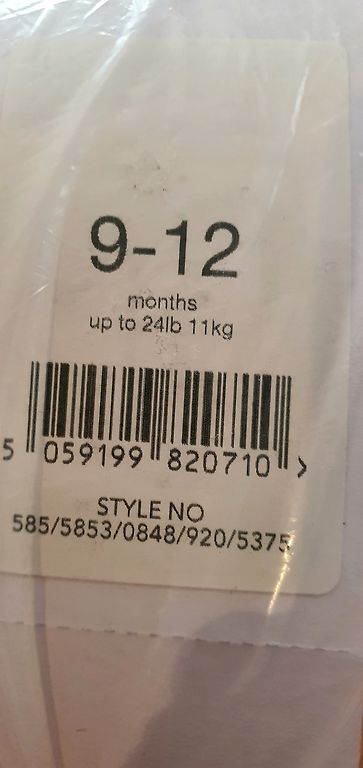 9-12
months
up to 24lb 11kg
5 059199 820710 >
STYLE NO
585/5853/0848/920/5375